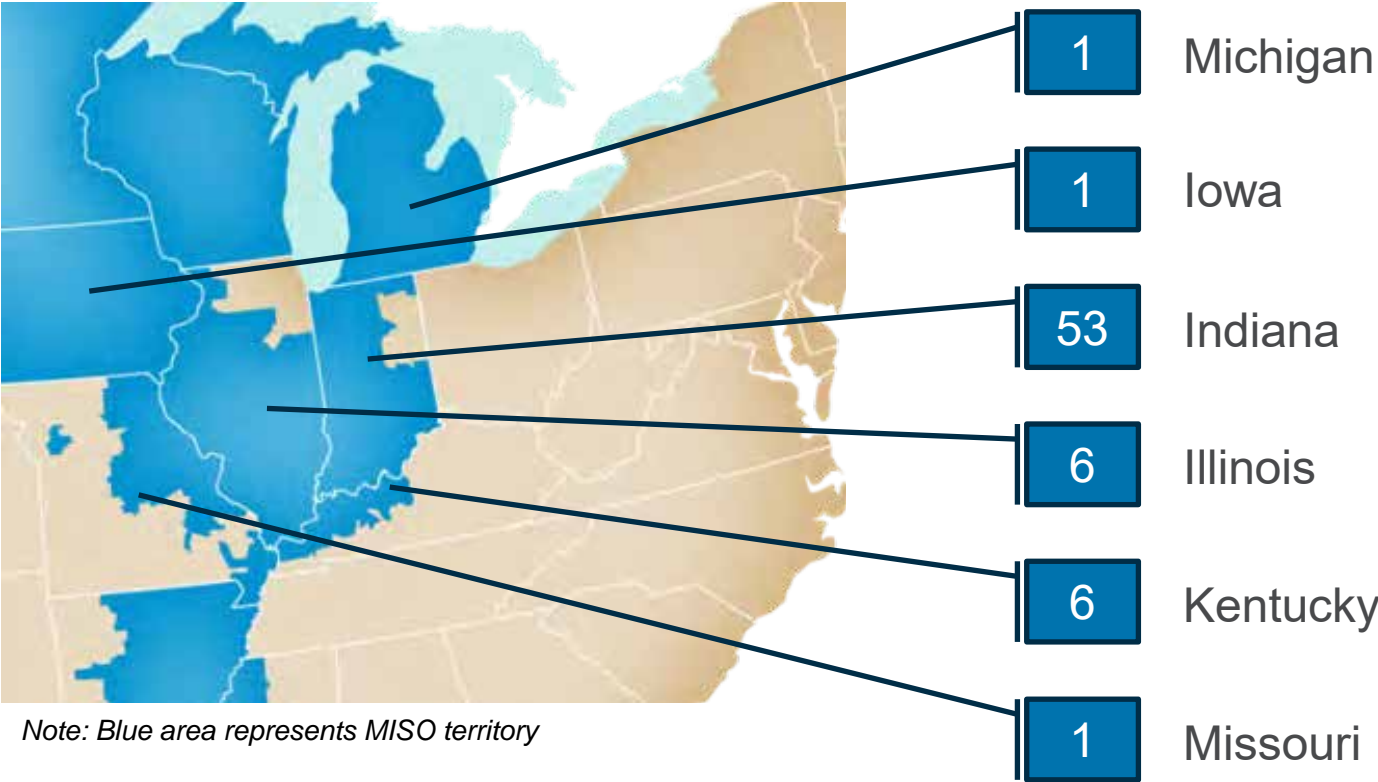 1 Michigan
1 Iowa
53 Indiana
6 Illinois
6 Kentucky
1 Missouri
Note: Blue area represents MISO territory